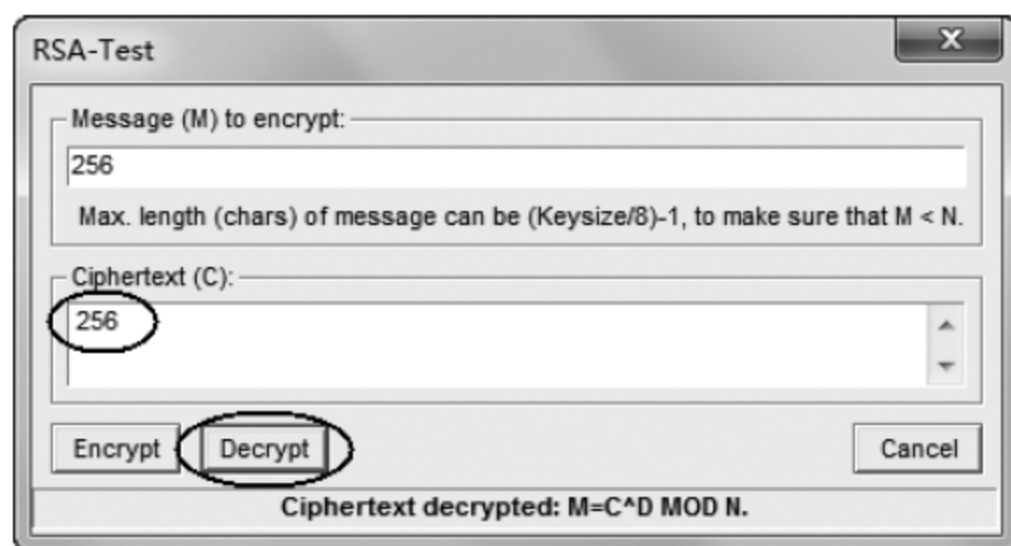 RSA-Test
Message (M) to encrypt:
256
Max. length (chars) of message can be (Keysize/8)-1, to make sure that M < N.
Ciphertext (C):
256
Encrypt Decrypt Cancel
Ciphertext decrypted: M=C^D MOD N.